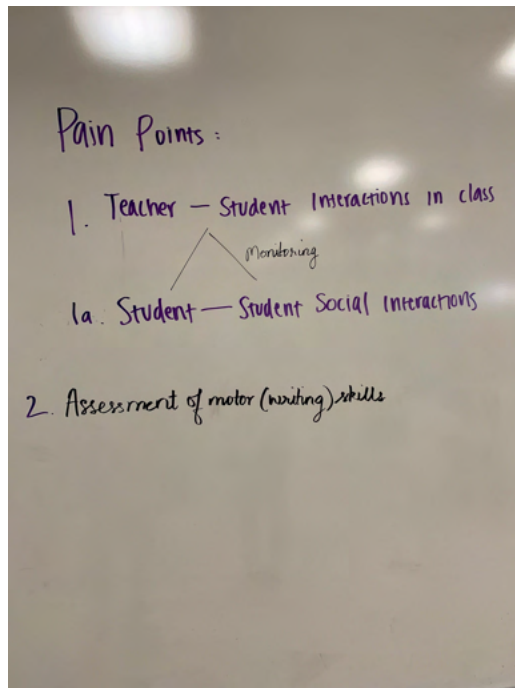 Pain Points :
1. Teacher — Student Interactions in class
Monitoring
1a. Student — Student Social Interactions
2. Assessment of motor (writing) skills